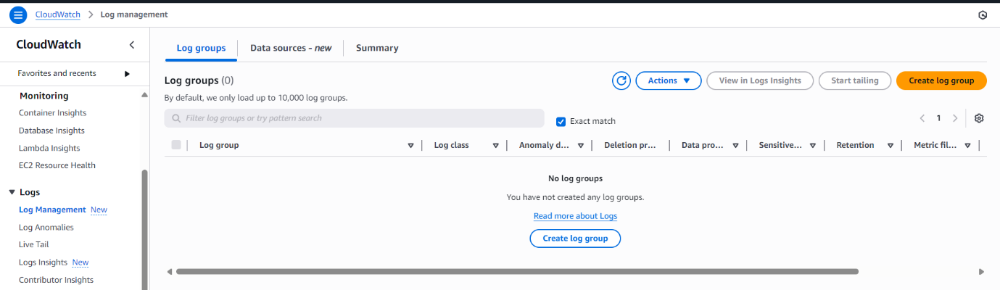 CloudWatch > Log management
CloudWatch
Favorites and recents
Monitoring
Container Insights
Database Insights
Lambda Insights
EC2 Resource Health
Logs
Log Management New
Log Anomalies
Live Tail
Logs Insights New
Contributor Insights
Log groups Data sources - new Summary
Log groups (0) Actions View in Logs Insights Start tailing Create log group
By default, we only load up to 10,000 log groups.
Filter log groups or try pattern search Exact match 1
Log group Log class Anomaly d... Deletion pr... Data pro... Sensitive... Retention Metric fil...
No log groups
You have not created any log groups.
Read more about Logs
Create log group